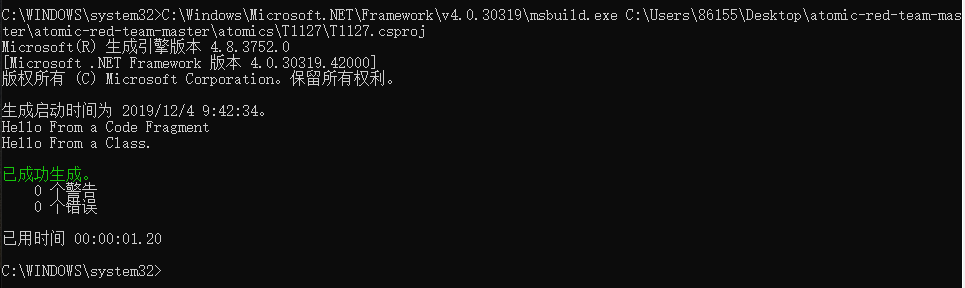 C:\WINDOWS\system32>C:\Windows\Microsoft.NET\Framework\v4.0.30319\msbuild.exe C:\Users\86155\Desktop\atomic-red-team-mas
ter\atomic-red-team-master\atomics\T1127\T1127.csproj
Microsoft(R) 生成引擎版本 4.8.3752.0
[Microsoft .NET Framework 版本 4.0.30319.42000]
版权所有 (C) Microsoft Corporation。保留所有权利。
生成启动时间为 2019/12/4 9:42:34。
Hello From a Code Fragment
Hello From a Class.
已成功生成。
0 个警告
0 个错误
已用时间 00:00:01.20
C:\WINDOWS\system32>